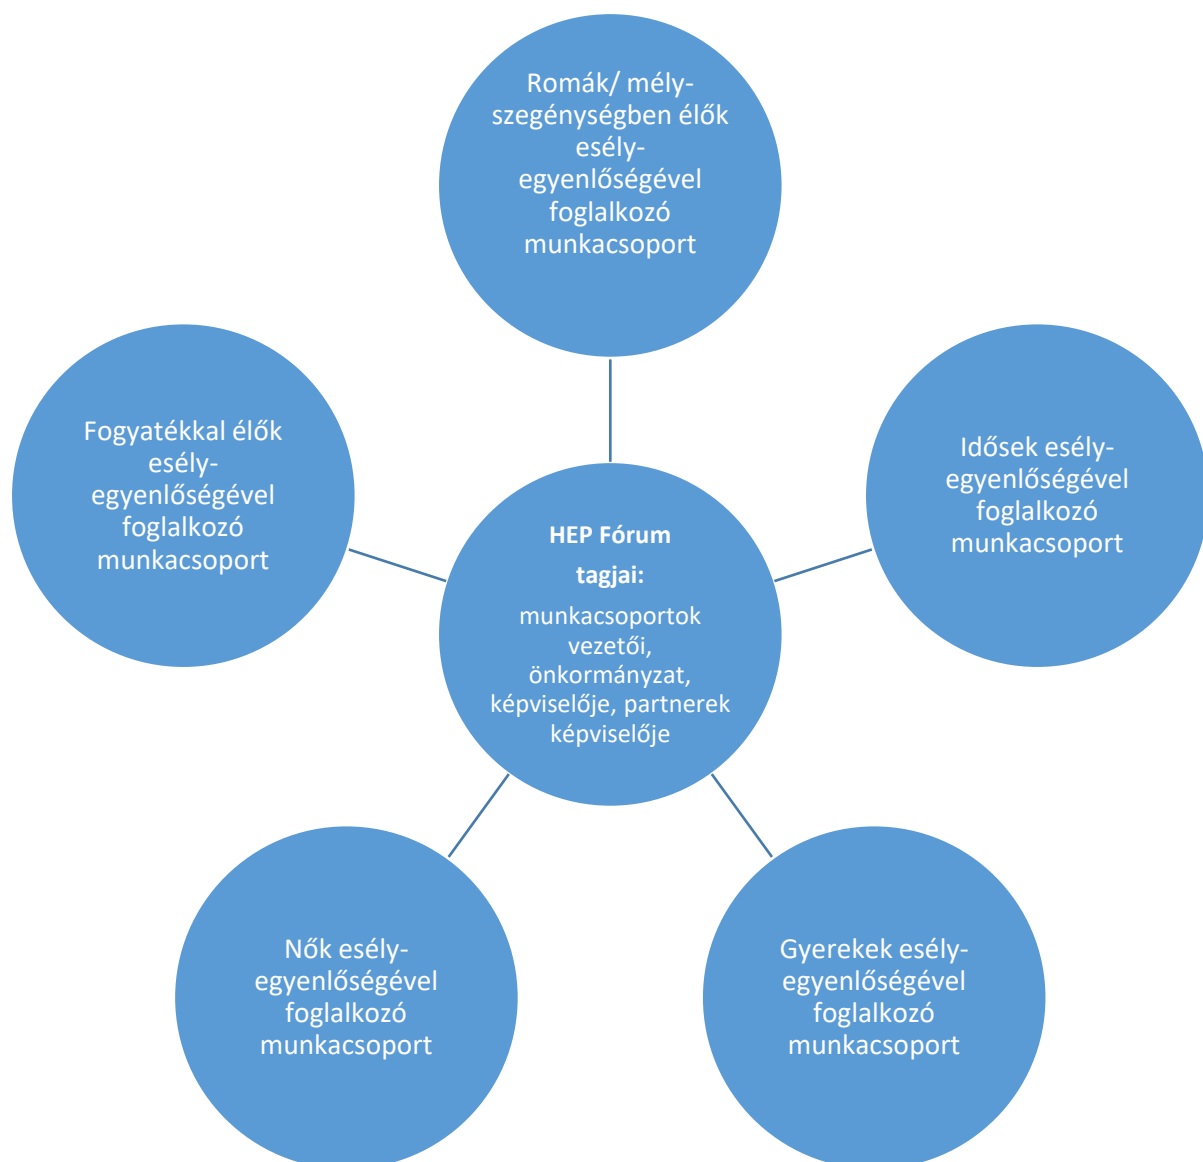 Romák/ mély-
szegénységben élők
esély-
egyenlőségével
foglalkozó
munkacsoport
Fogyatékkal élők
esély-
egyenlőségével
foglalkozó
munkacsoport
Idősek esély-
egyenlőségével
foglalkozó
munkacsoport
HEP Fórum
tagjai:
munkacsoportok
vezetői,
önkormányzat,
képviselője, partnerek
képviselője
Nők esély-
egyenlőségével
foglalkozó
munkacsoport
Gyerekek esély-
egyenlőségével
foglalkozó
munkacsoport